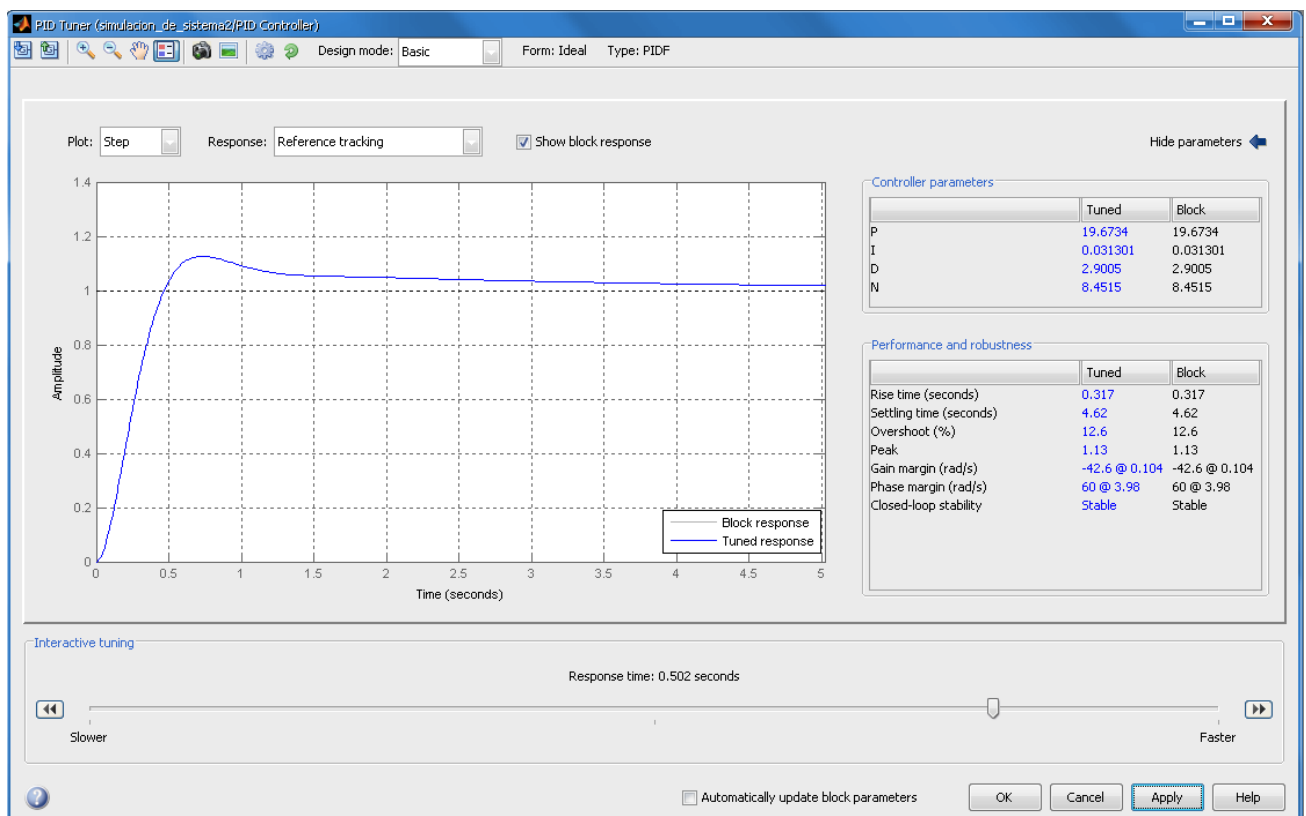 PID Tuner (simulacion_de_sistema2/PID Controller)
Design mode: Basic Form: Ideal Type: PIDF
Plot: Step Response: Reference tracking Show block response Hide parameters
1.4
1.2
1
0.8
0.6
0.4
0.2
0
Amplitude
0 0.5 1 1.5 2 2.5 3 3.5 4 4.5 5
Time (seconds)
Block response
Tuned response
Controller parameters
Tuned Block
P 19.6734 19.6734
I 0.031301 0.031301
D 2.9005 2.9005
N 8.4515 8.4515
Performance and robustness
Tuned Block
Rise time (seconds) 0.317 0.317
Settling time (seconds) 4.62 4.62
Overshoot (%) 12.6 12.6
Peak 1.13 1.13
Gain margin (rad/s) -42.6 @ 0.104 -42.6 @ 0.104
Phase margin (rad/s) 60 @ 3.98 60 @ 3.98
Closed-loop stability Stable Stable
Interactive tuning
Response time: 0.502 seconds
Slower Faster
Automatically update block parameters OK Cancel Apply Help